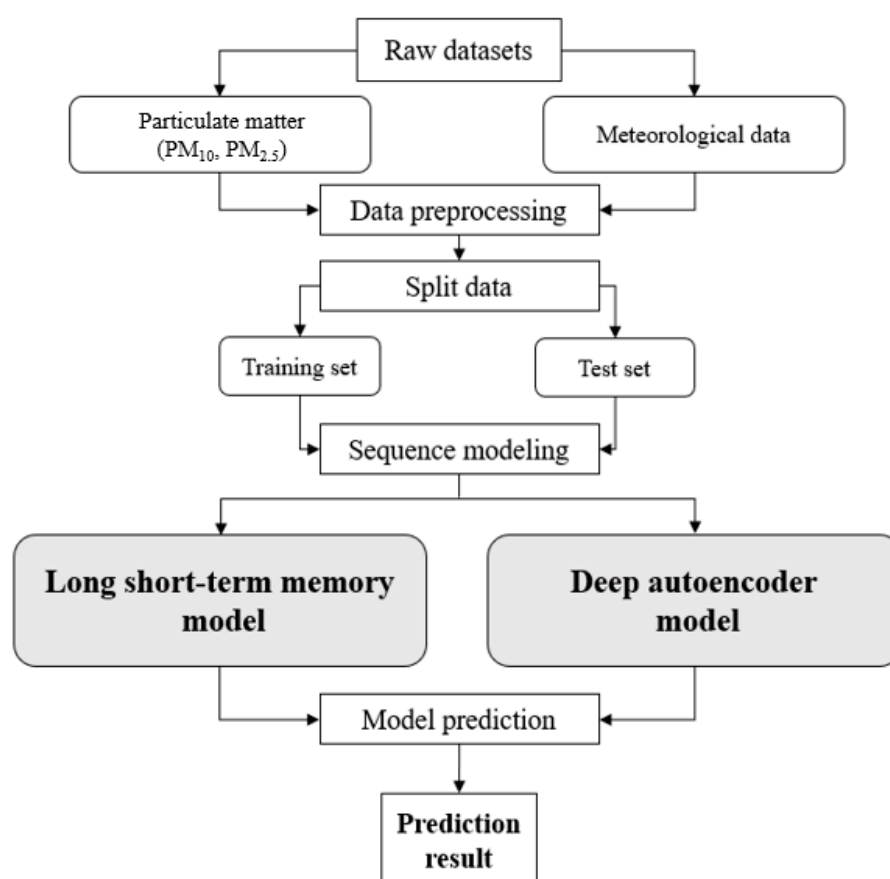 Raw datasets
Particulate matter
(PM₁₀, PM₂.₅)
Meteorological data
Data preprocessing
Split data
Training set
Test set
Sequence modeling
Long short-term memory
model
Deep autoencoder
model
Model prediction
Prediction
result